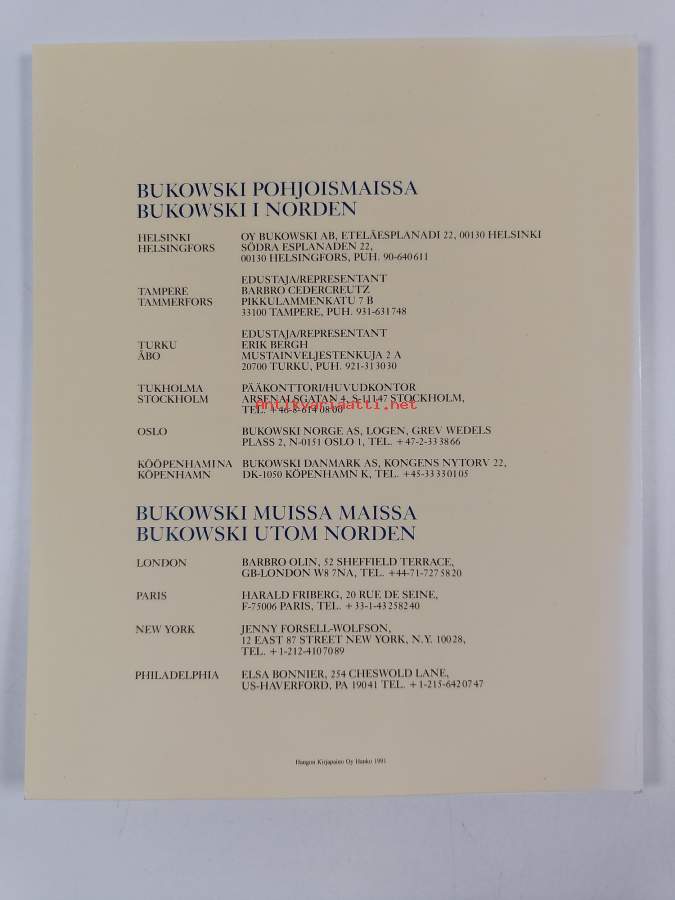 BUKOWSKI POHJOISMAISSA
BUKOWSKI I NORDEN
HELSINKI OY BUKOWSKI AB, ETELÄESPLANADI 22, 00130 HELSINKI
HELSINGFORS SÖDRA ESPLANADEN 22,
00130 HELSINGFORS, PUH. 90-640611
EDUSTAJA/REPRESENTANT
TAMPERE BARBRO CEDERCREUTZ
TAMMERFORS PIKKULAMMENKATU 7 B
33100 TAMPERE, PUH. 931-631748
EDUSTAJA/REPRESENTANT
TURKU ERIK BERGH
ÅBO MUSTAINVELJESTENKUJA 2 A
20700 TURKU, PUH. 921-313030
TUKHOLMA PÄÄKONTTORI/HUVUDKONTOR
STOCKHOLM ARSENALSGATAN 4, S-11147 STOCKHOLM,
Antikvariaatti.net
TEL. +46-8-6140800
OSLO BUKOWSKI NORGE AS, LOGEN, GREV WEDELS
PLASS 2, N-0151 OSLO 1, TEL. +47-2-333866
KÖÖPENHAMINA BUKOWSKI DANMARK AS, KONGENS NYTORV 22,
KÖPENHAMN DK-1050 KÖPENHAMN K, TEL. +45-33330105
BUKOWSKI MUISSA MAISSA
BUKOWSKI UTOM NORDEN
LONDON BARBRO OLIN, 52 SHEFFIELD TERRACE,
GB-LONDON W8 7NA, TEL. +44-71-7275820
PARIS HARALD FRIBERG, 20 RUE DE SEINE,
F-75006 PARIS, TEL. +33-1-43258240
NEW YORK JENNY FORSELL-WOLFSON,
12 EAST 87 STREET NEW YORK, N.Y. 10028,
TEL. +1-212-4107089
PHILADELPHIA ELSA BONNIER, 254 CHESWOLD LANE,
US-HAVERFORD, PA 19041 TEL. +1-215-6420747
Hangon Kirjapaino Oy Hanko 1991